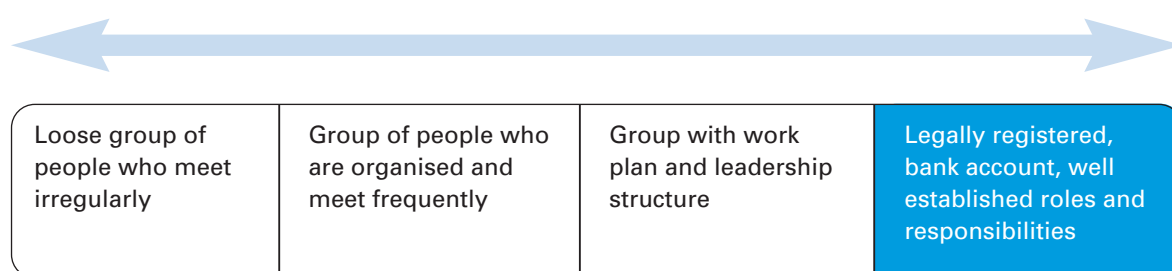 Loose group of
people who meet
irregularly
Group of people who
are organised and
meet frequently
Group with work
plan and leadership
structure
Legally registered,
bank account, well
established roles and
responsibilities